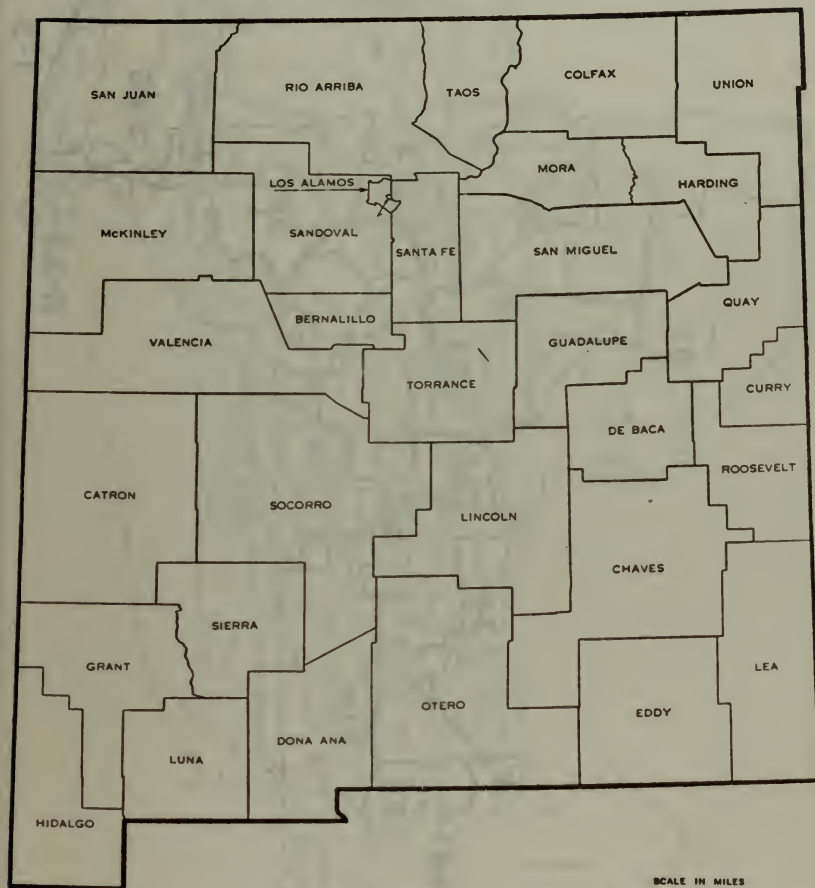 SAN JUAN
RIO ARRIBA
TAOS
COLFAX
UNION
LOS ALAMOS
MORA
HARDING
McKINLEY
SANDOVAL
SANTA FE
SAN MIGUEL
QUAY
BERNALILLO
VALENCIA
GUADALUPE
TORRANCE
CURRY
DE BACA
ROOSEVELT
CATRON
SOCORRO
LINCOLN
CHAVES
SIERRA
GRANT
LEA
OTERO
EDDY
DONA ANA
LUNA
HIDALGO
SCALE IN MILES